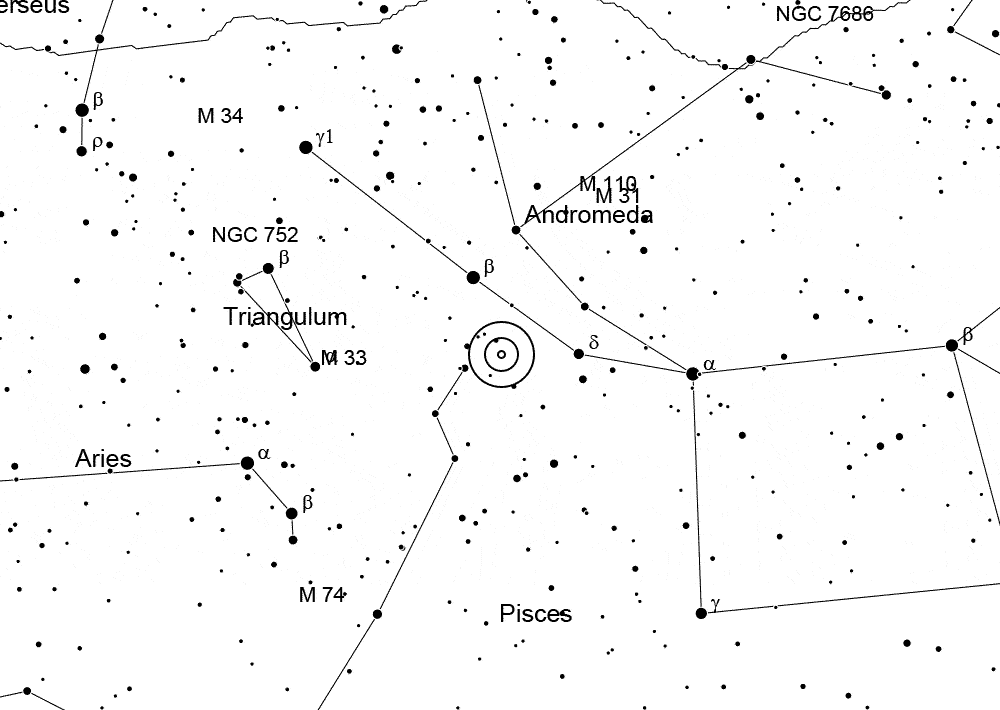 erseus
NGC 7686
β
M 34
ρ
γ1
M 110
M 31
Andromeda
NGC 752
β
β
Triangulum
δ
β
M 33
α
Aries
α
β
M 74
Pisces
γ